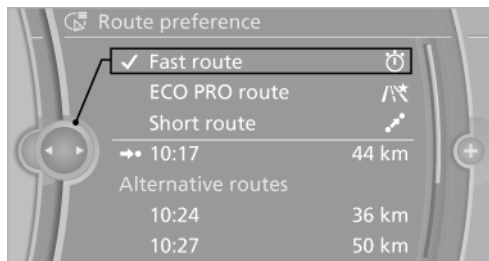 Route preference
Fast route
ECO PRO route
Short route
10:17 44 km
Alternative routes
10:24 36 km
10:27 50 km